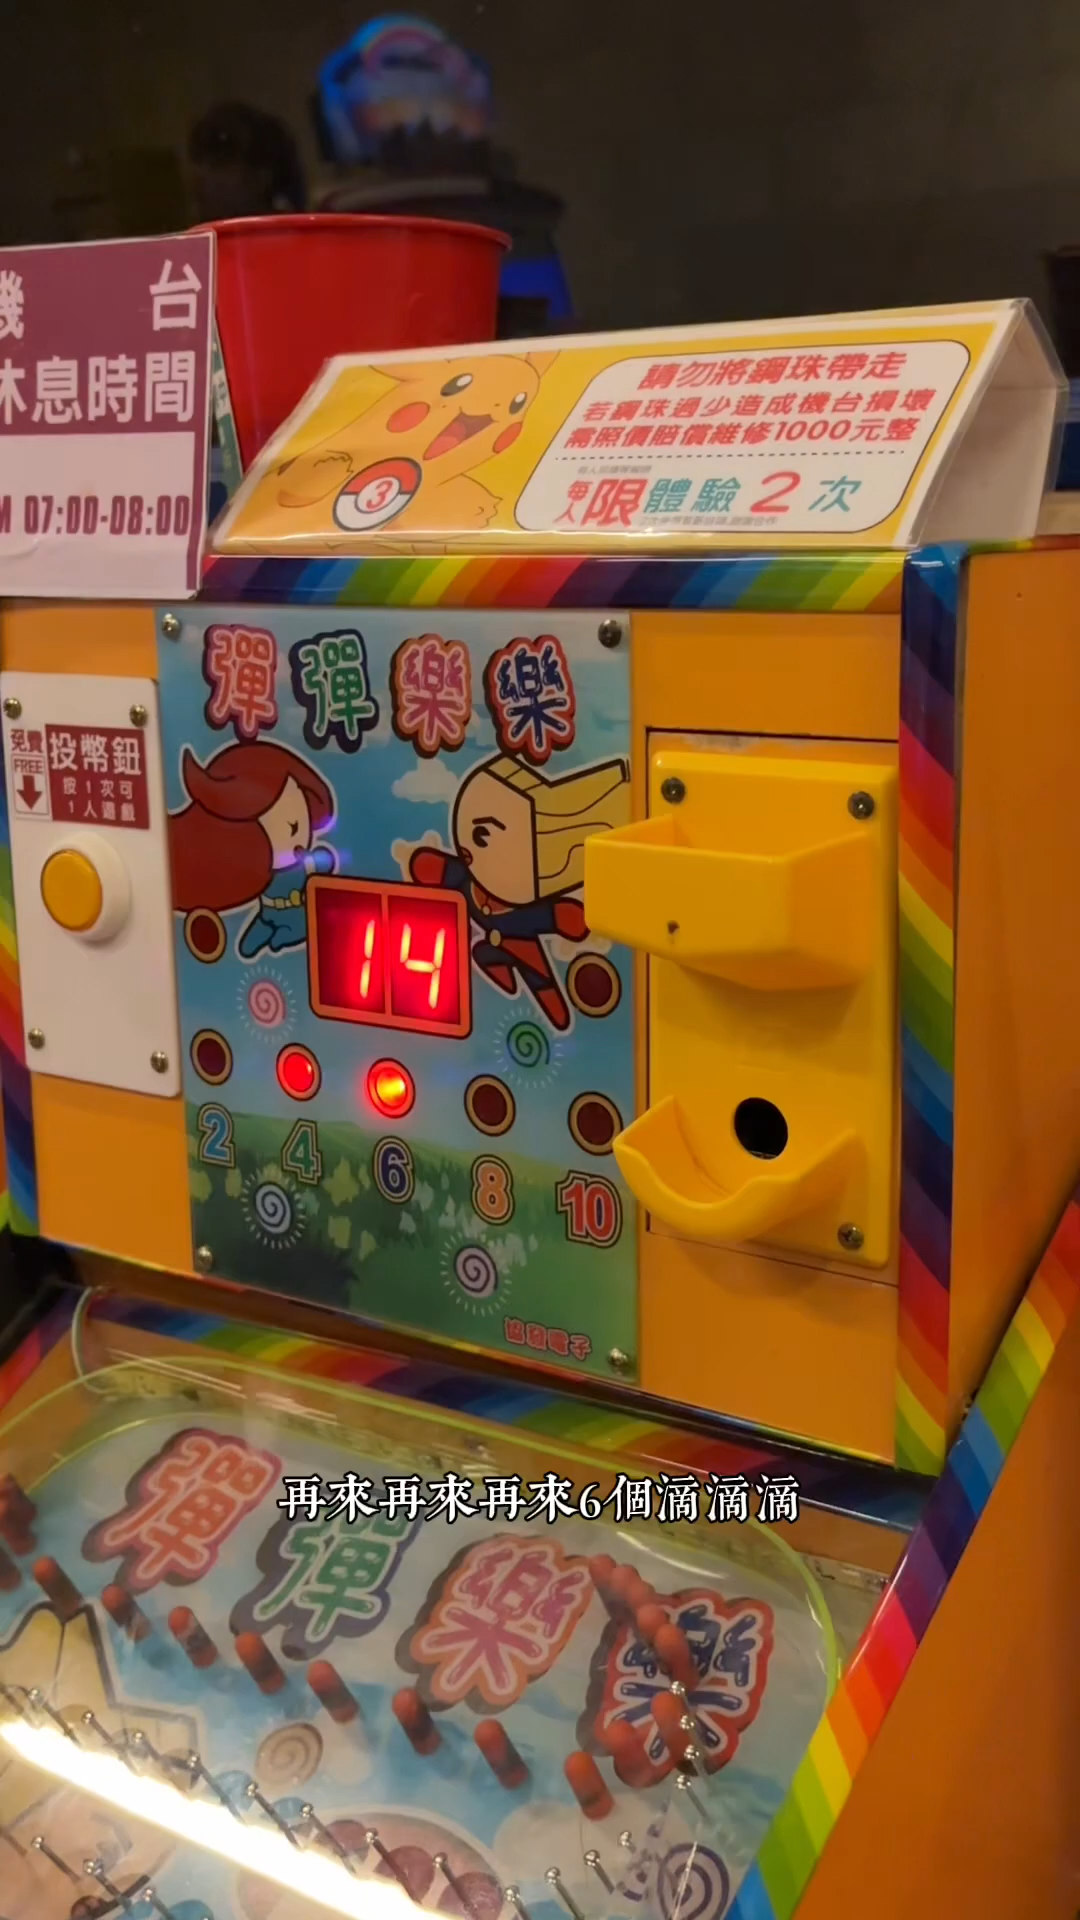 機 台
休息時間
M 07:00-08:00
請勿將鋼珠帶走
若鋼珠過少造成機台損壞
需照價賠償維修1000元整
每人限體驗2次
3
彈彈樂樂
免費
FREE
投幣鈕
按1次可
1人遊戲
14
2 4 6 8 10
協發電子
再來再來再來6個滴滴滴
彈彈樂樂